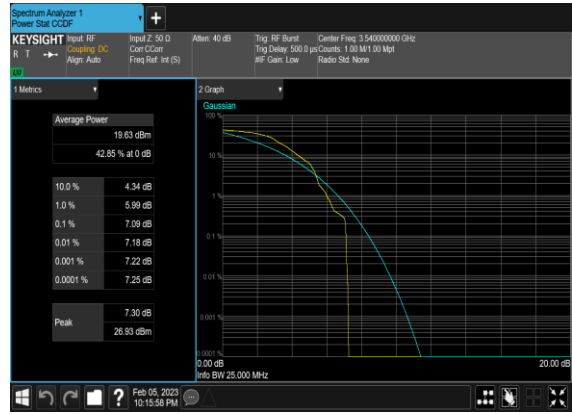 Spectrum Analyzer 1
Power Stat CCDF
+
KEYSIGHT
R T
LW
Input: RF
Coupling: DC
Align: Auto
Input Z: 50 Ω
Corr CCorr
Freq Ref: Int (S)
Atten: 40 dB
Trig: RF Burst
Trig Delay: 500.0 µs
#IF Gain: Low
Center Freq: 3.540000000 GHz
Counts: 1.00 M/1.00 Mpt
Radio Std: None
1 Metrics
Average Power
19.63 dBm
42.85 % at 0 dB
10.0 % 4.34 dB
1.0 % 5.99 dB
0.1 % 7.09 dB
0.01 % 7.18 dB
0.001 % 7.22 dB
0.0001 % 7.25 dB
Peak
7.30 dB
26.93 dBm
2 Graph
Gaussian
100 %
10 %
1 %
0.1 %
0.01 %
0.001 %
0.0001 %
0.00 dB 20.00 dB
Info BW 25.000 MHz
?
Feb 05, 2023
10:15:58 PM